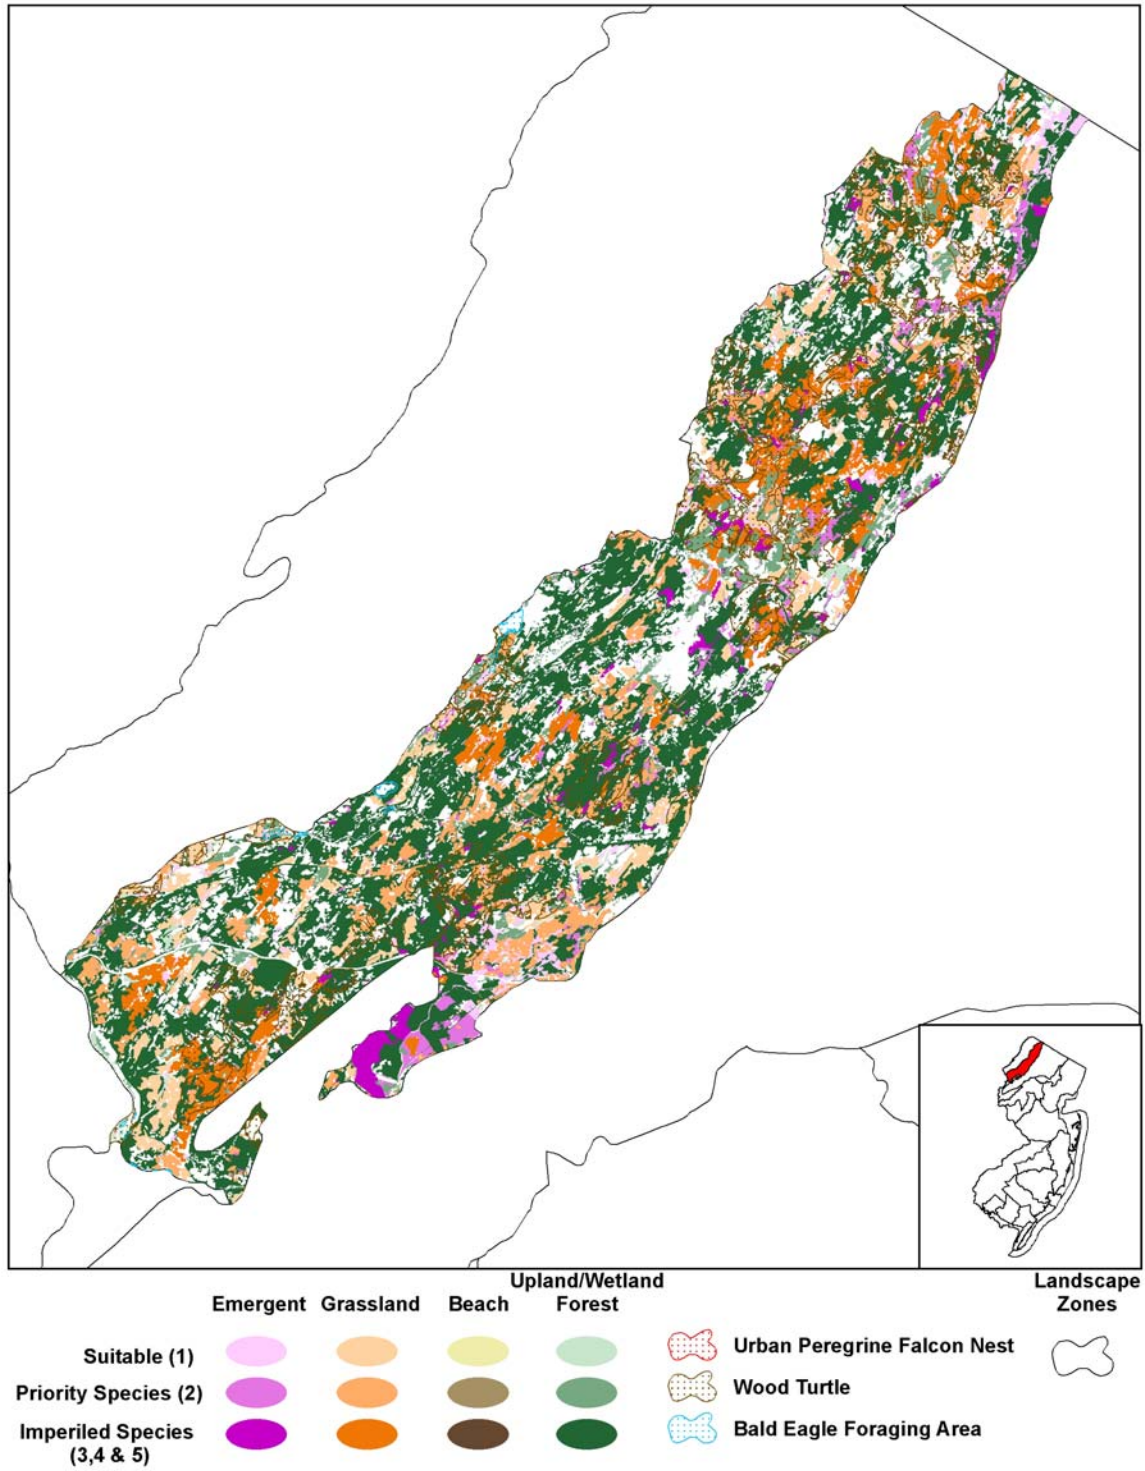 Upland/Wetland
Landscape
Emergent Grassland Beach Forest
Zones
Suitable (1)
Urban Peregrine Falcon Nest
Priority Species (2)
Wood Turtle
Imperiled Species
(3,4 & 5)
Bald Eagle Foraging Area